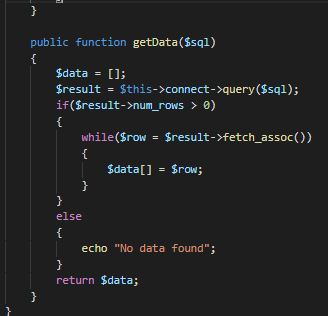 }
public function getData($sql)
{
$data = [];
$result = $this->connect->query($sql);
if($result->num_rows > 0)
{
while($row = $result->fetch_assoc())
{
$data[] = $row;
}
}
else
{
echo "No data found";
}
return $data;
}
}